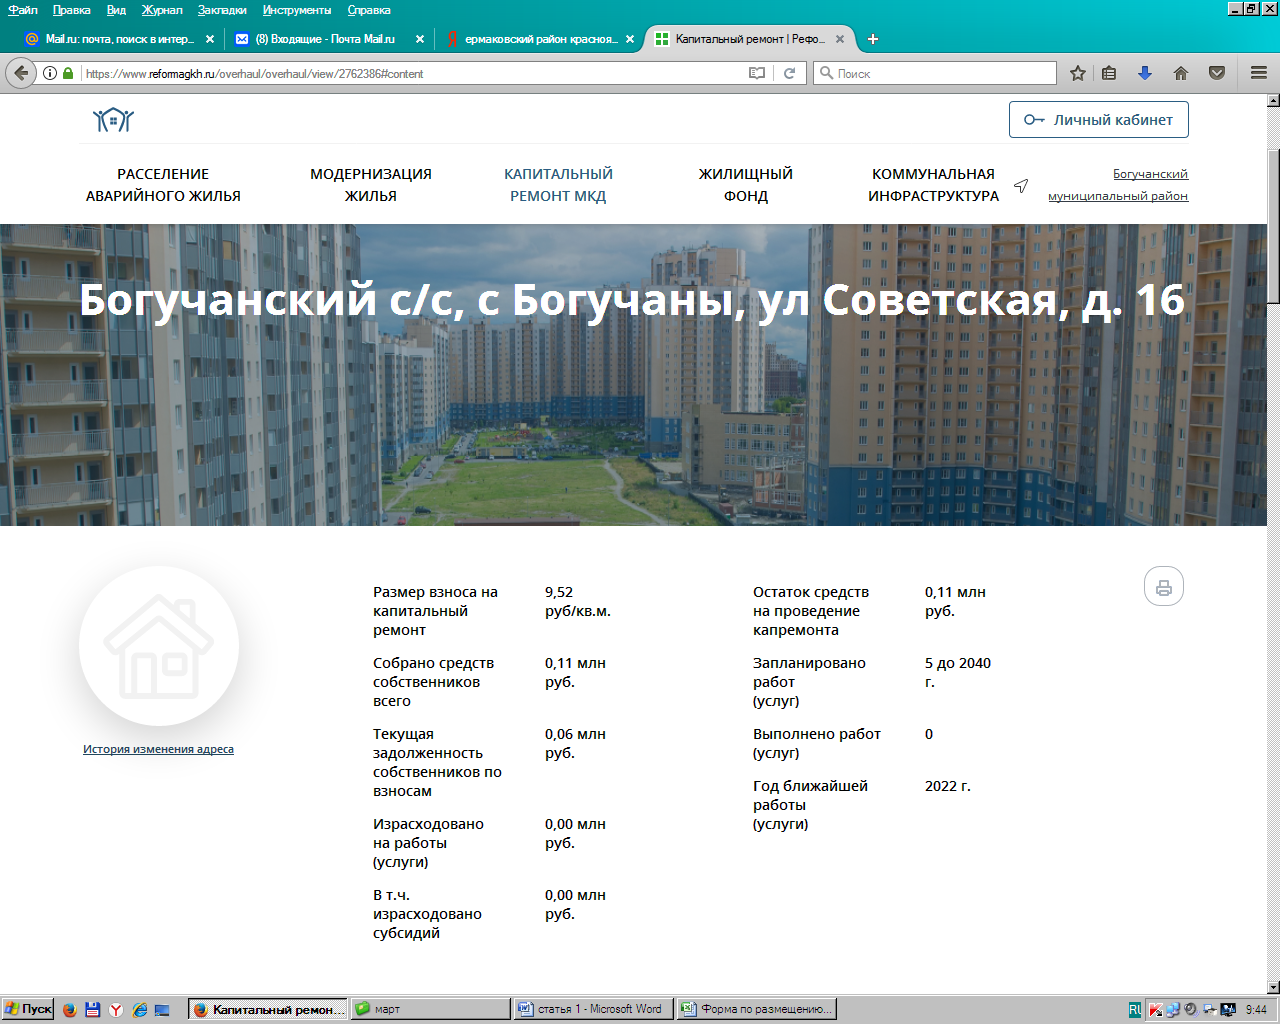 Файл Правка Вид Журнал Закладки Инструменты Справка
Mail.ru: почта, поиск в интер...
(8) Входящие - Почта Mail.ru
ермаковский район красноя...
Капитальный ремонт | Рефо...
https://www.reformagkh.ru/overhaul/overhaul/view/2762386#content
Поиск
Личный кабинет
РАССЕЛЕНИЕ
АВАРИЙНОГО ЖИЛЬЯ
МОДЕРНИЗАЦИЯ
ЖИЛЬЯ
КАПИТАЛЬНЫЙ
РЕМОНТ МКД
ЖИЛИЩНЫЙ
ФОНД
КОММУНАЛЬНАЯ
ИНФРАСТРУКТУРА
Богучанский
муниципальный район
Богучанский с/с, с Богучаны, ул Советская, д. 16
История изменения адреса
Размер взноса на
капитальный
ремонт
9,52
руб/кв.м.
Собрано средств
собственников
всего
0,11 млн
руб.
Текущая
задолженность
собственников по
взносам
0,06 млн
руб.
Израсходовано
на работы
(услуги)
0,00 млн
руб.
В т.ч.
израсходовано
субсидий
0,00 млн
руб.
Остаток средств
на проведение
капремонта
0,11 млн
руб.
Запланировано
работ
(услуг)
5 до 2040
г.
Выполнено работ
(услуг)
0
Год ближайшей
работы
(услуги)
2022 г.
Пуск
Капитальный ремон...
март
статья 1 - Microsoft Word
Форма по размещению...
RU
9:44